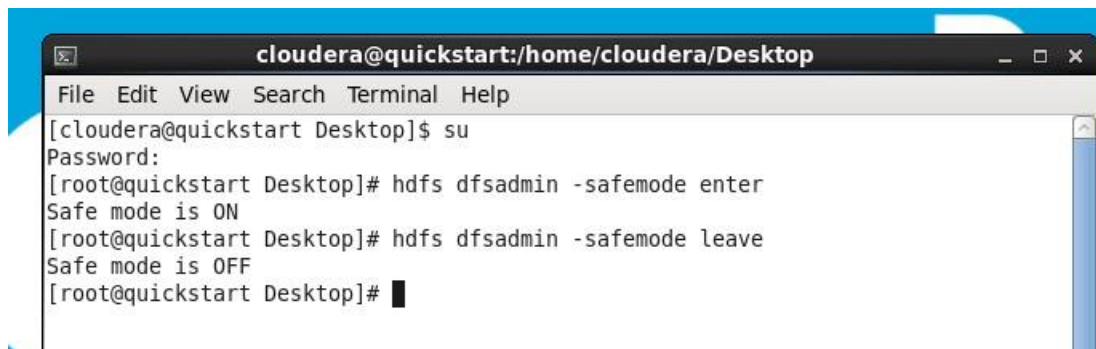 cloudera@quickstart:/home/cloudera/Desktop
File Edit View Search Terminal Help
[cloudera@quickstart Desktop]$ su
Password:
[root@quickstart Desktop]# hdfs dfsadmin -safemode enter
Safe mode is ON
[root@quickstart Desktop]# hdfs dfsadmin -safemode leave
Safe mode is OFF
[root@quickstart Desktop]#